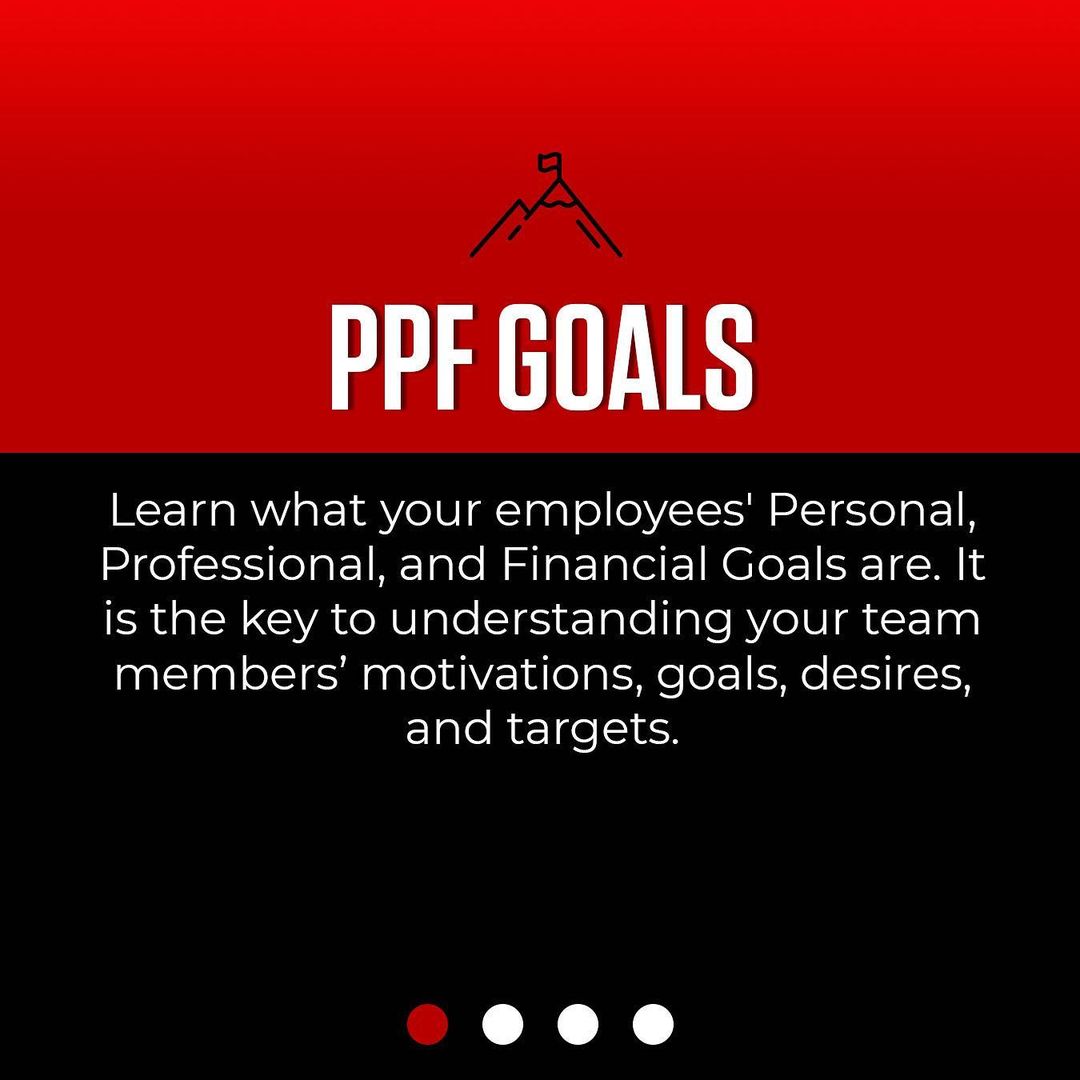 PPF GOALS
Learn what your employees' Personal,
Professional, and Financial Goals are. It
is the key to understanding your team
members’ motivations, goals, desires,
and targets.